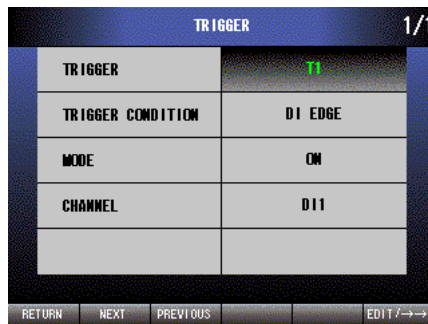 TRIGGER 1/1
TRIGGER T1
TRIGGER CONDITION DI EDGE
MODE ON
CHANNEL DI1
RETURN NEXT PREVIOUS EDIT/→→